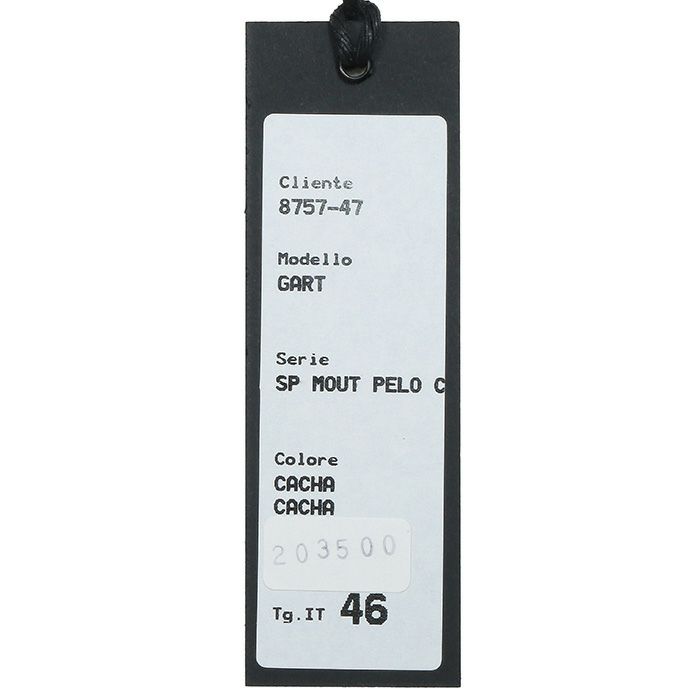 Cliente
8757-47
Modello
GART
Serie
SP MOUT PELO C
Colore
CACHA
CACHA
203500
Tg.IT 46